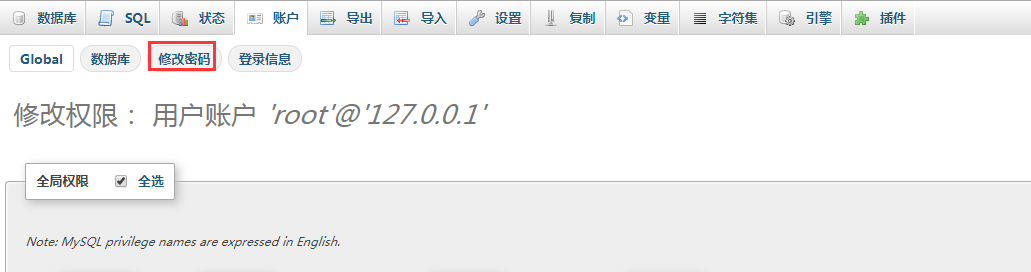 数据库 SQL 状态 账户 导出 导入 设置 复制 变量 字符集 引擎 插件
Global 数据库 修改密码 登录信息
修改权限： 用户账户 'root'@'127.0.0.1'
全局权限 全选
Note: MySQL privilege names are expressed in English.